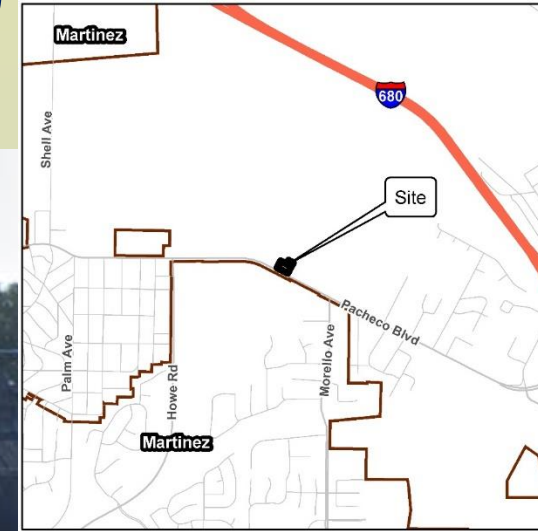 Martinez
680
Shell Ave
Site
Pacheco Blvd
Palm Ave
Howe Rd
Morello Ave
Martinez